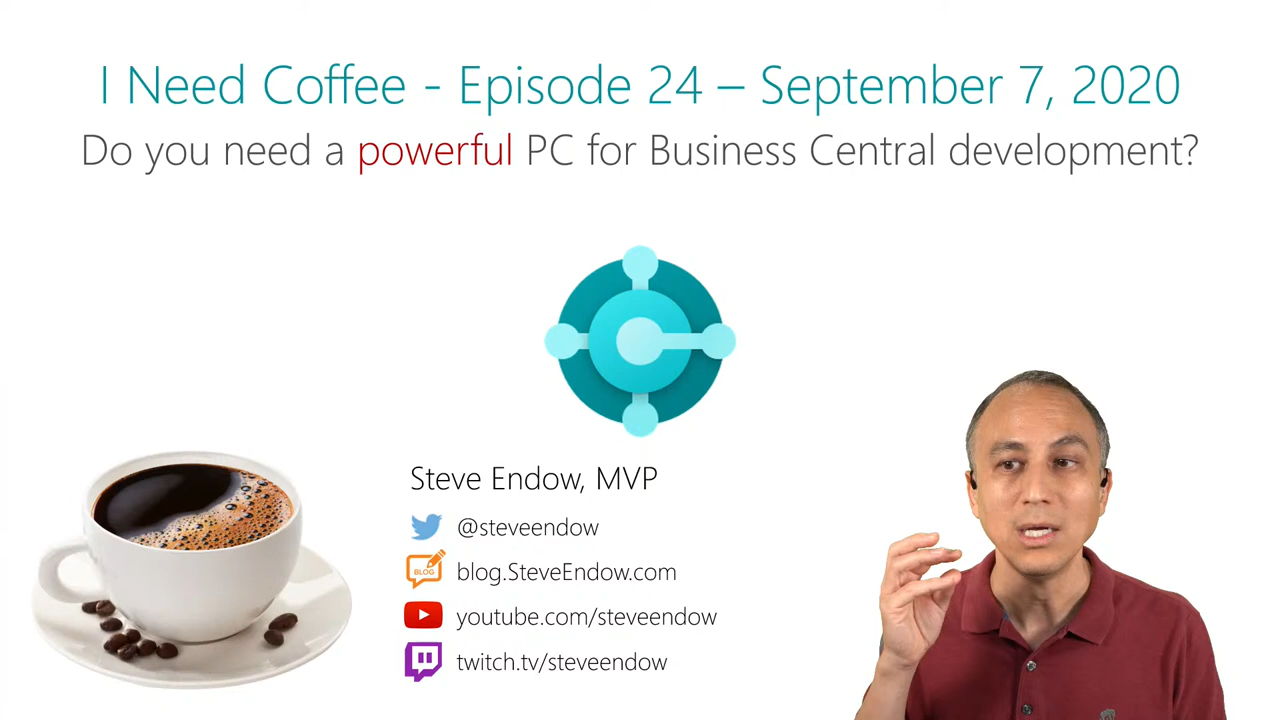 I Need Coffee - Episode 24 – September 7, 2020
Do you need a powerful PC for Business Central development?
Steve Endow, MVP
@steveendow
BLOG
blog.SteveEndow.com
youtube.com/steveendow
twitch.tv/steveendow